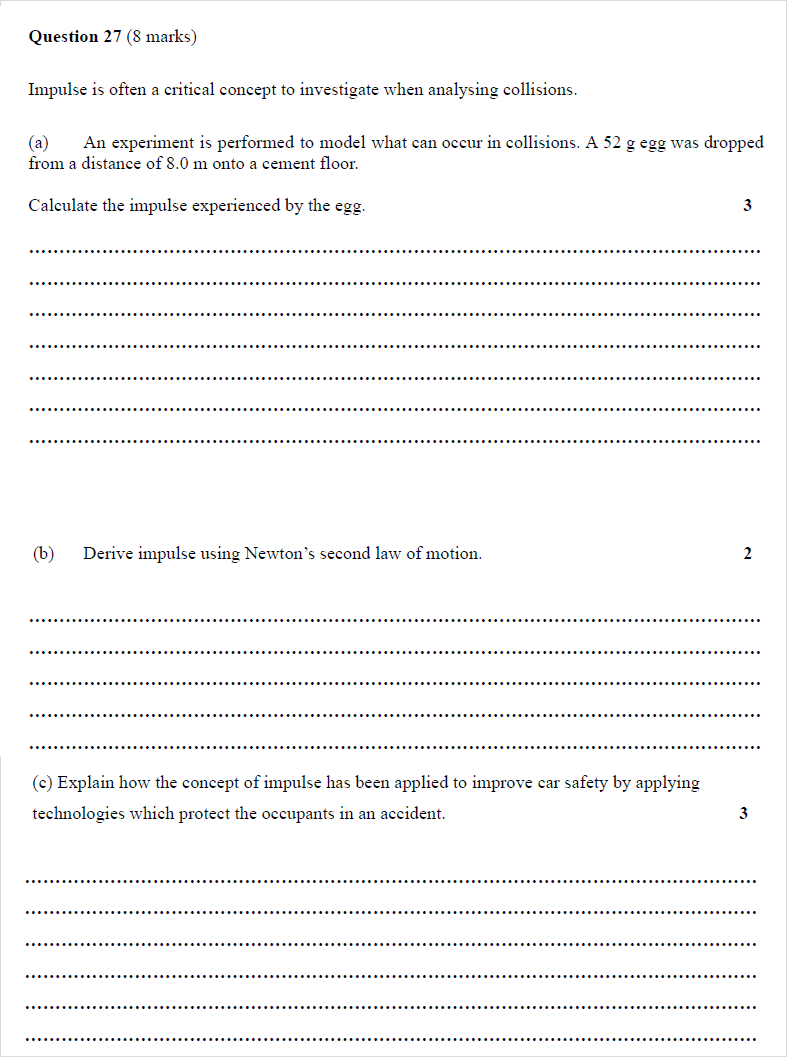 Question 27 (8 marks)
Impulse is often a critical concept to investigate when analysing collisions.
(a) An experiment is performed to model what can occur in collisions. A 52 g egg was dropped
from a distance of 8.0 m onto a cement floor.
Calculate the impulse experienced by the egg. 3
(b) Derive impulse using Newton's second law of motion. 2
(c) Explain how the concept of impulse has been applied to improve car safety by applying
technologies which protect the occupants in an accident. 3